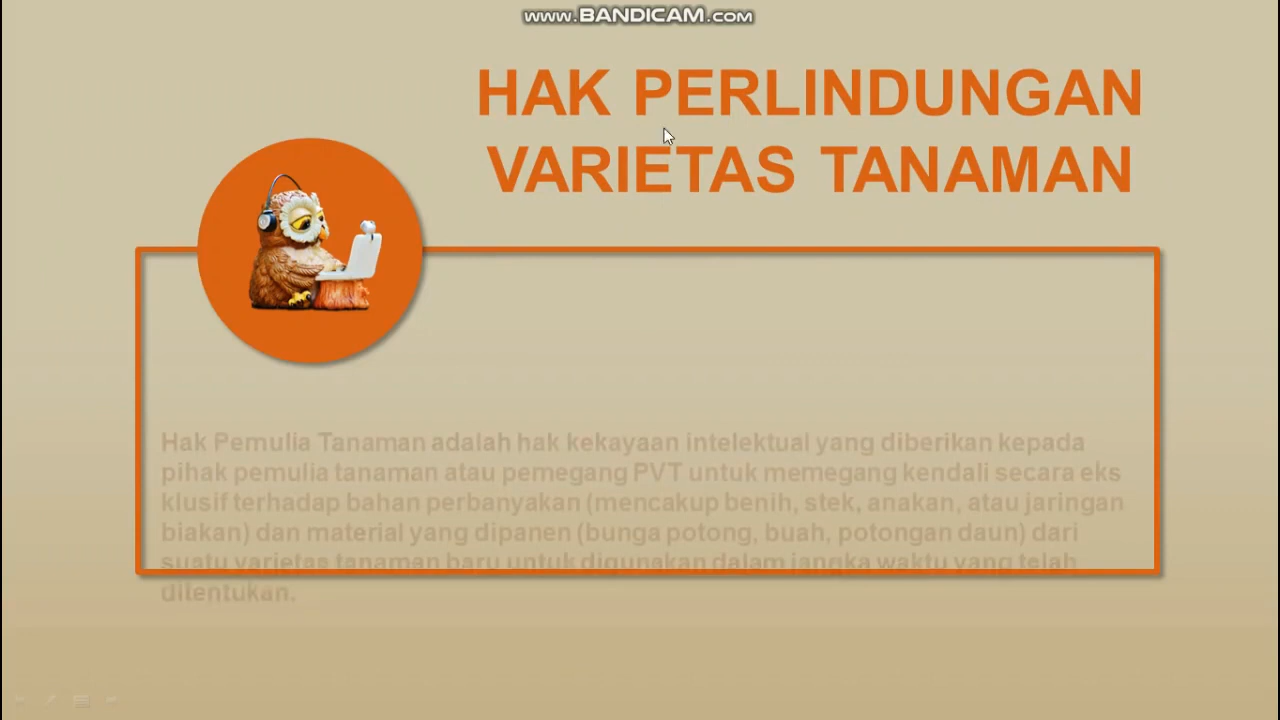 www.BANDICAM.com
HAK PERLINDUNGAN
VARIETAS TANAMAN
Hak Pemulia Tanaman adalah hak kekayaan intelektual yang diberikan kepada
pihak pemulia tanaman atau pemegang PVT untuk memegang kendali secara eks
klusif terhadap bahan perbanyakan (mencakup benih, stek, anakan, atau jaringan
biakan) dan material yang dipanen (bunga potong, buah, potongan daun) dari
suatu varietas tanaman baru untuk digunakan dalam jangka waktu yang telah
ditentukan.